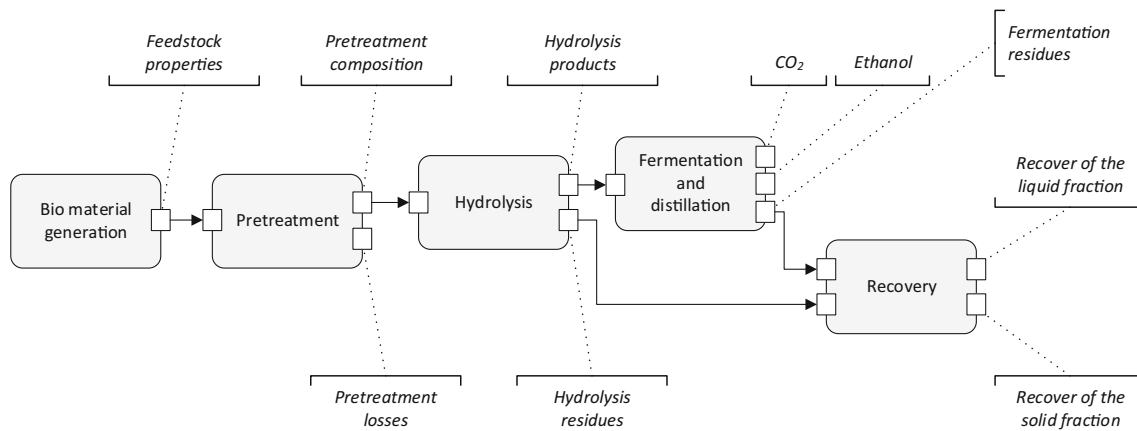 Feedstock
properties
Pretreatment
composition
Hydrolysis
products
CO₂
Ethanol
Fermentation
residues
Bio material
generation
Pretreatment
Hydrolysis
Fermentation
and
distillation
Recovery
Recover of the
liquid fraction
Pretreatment
losses
Hydrolysis
residues
Recover of the
solid fraction